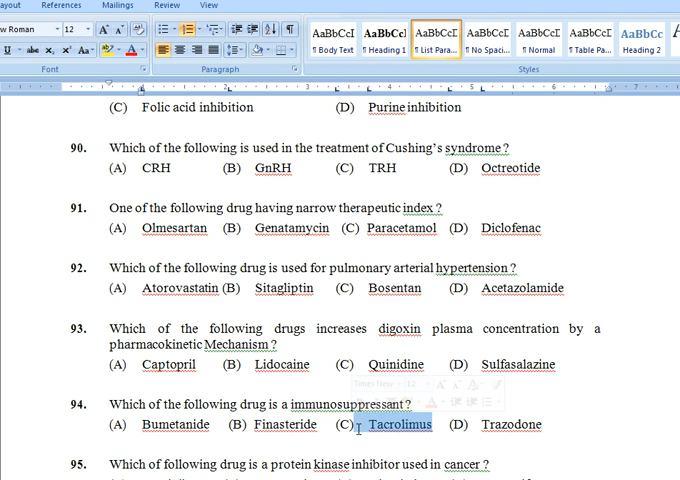 ayout References Mailings Review View
w Roman 12
AaBbCcI AaBbCcI AaBbCcI AaBbCcI AaBbCcI AaBbCcI AaBbCc
¶ Body Text ¶ Heading 1 ¶ List Para... ¶ No Spaci... ¶ Normal ¶ Table Pa... Heading 2
Font Paragraph Styles
(C) Folic acid inhibition (D) Purine inhibition
90. Which of the following is used in the treatment of Cushing’s syndrome ?
(A) CRH (B) GnRH (C) TRH (D) Octreotide
91. One of the following drug having narrow therapeutic index ?
(A) Olmesartan (B) Genatamycin (C) Paracetamol (D) Diclofenac
92. Which of the following drug is used for pulmonary arterial hypertension ?
(A) Atorovastatin (B) Sitagliptin (C) Bosentan (D) Acetazolamide
93. Which of the following drugs increases digoxin plasma concentration by a
pharmacokinetic Mechanism ?
(A) Captopril (B) Lidocaine (C) Quinidine (D) Sulfasalazine
Times New 12
94. Which of the following drug is a immunosuppressant ?
(A) Bumetanide (B) Finasteride (C) Tacrolimus (D) Trazodone
95. Which of following drug is a protein kinase inhibitor used in cancer ?